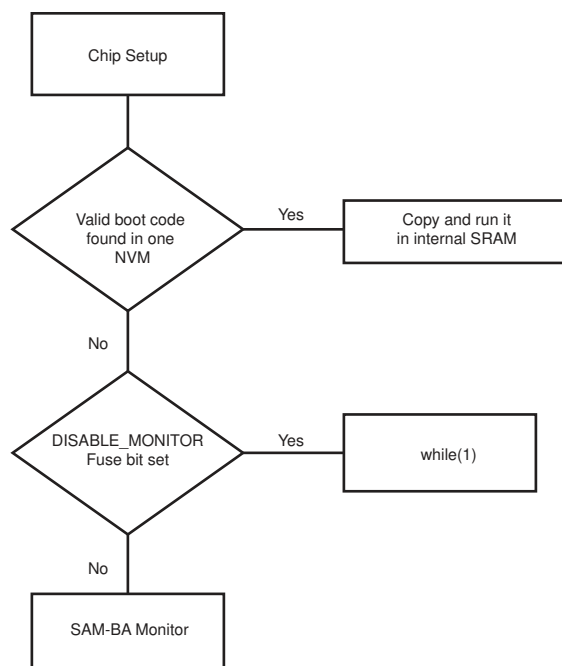 Chip Setup
Valid boot code
found in one
NVM
Yes
Copy and run it
in internal SRAM
No
DISABLE_MONITOR
Fuse bit set
Yes
while(1)
No
SAM-BA Monitor